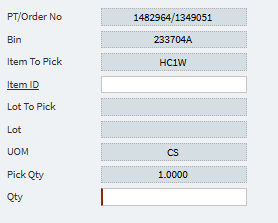 PT/Order No 1482964/1349051
Bin 233704A
Item To Pick HC1W
Item ID
Lot To Pick
Lot
UOM CS
Pick Qty 1.0000
Qty